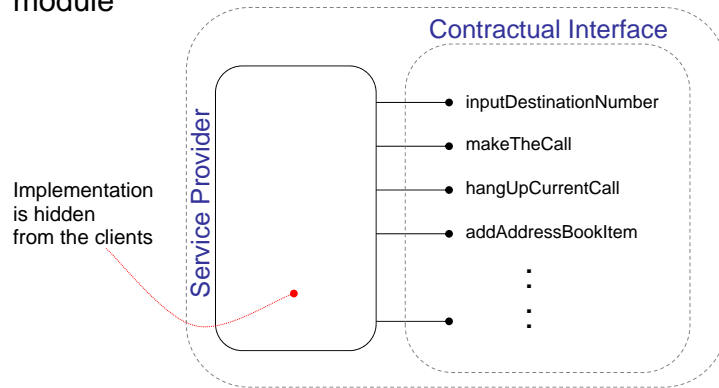 module
Contractual Interface
Service Provider
inputDestinationNumber
makeTheCall
hangUpCurrentCall
addAddressBookItem
Implementation
is hidden
from the clients